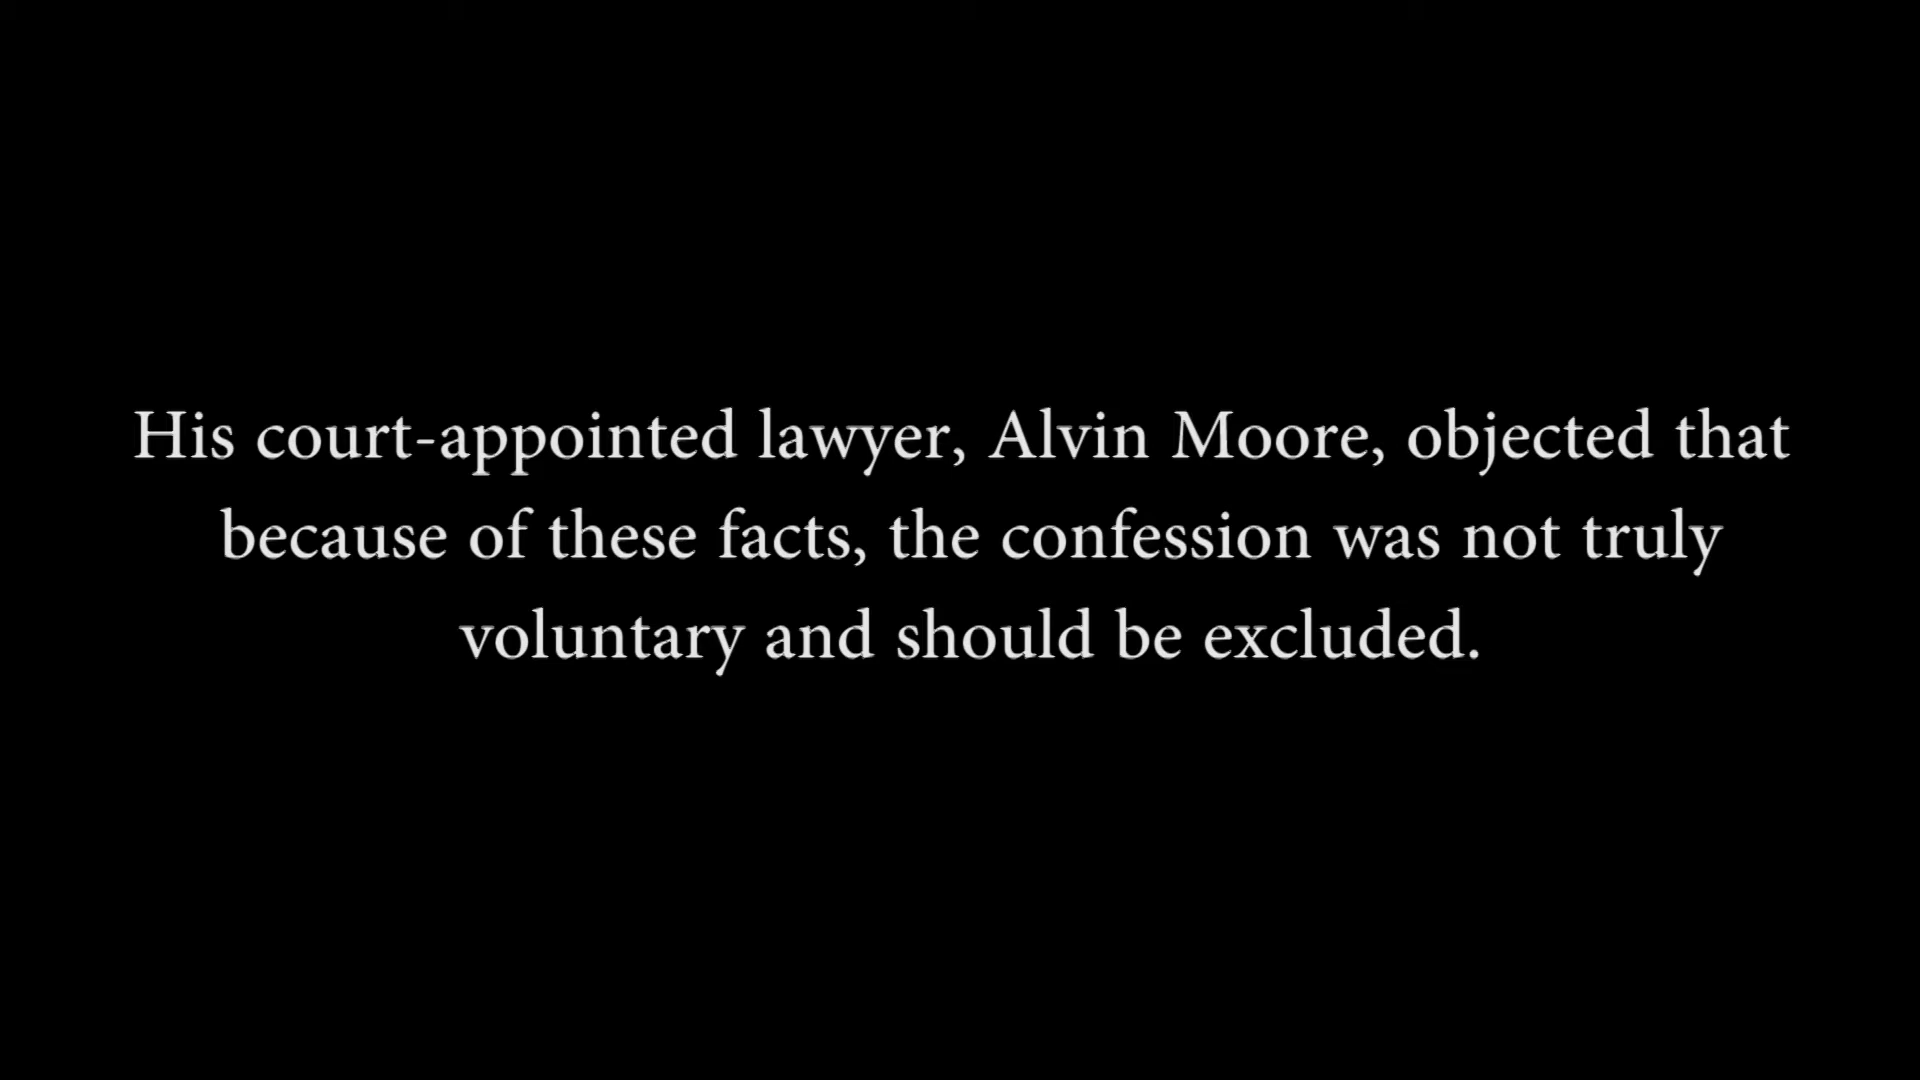 His court-appointed lawyer, Alvin Moore, objected that
because of these facts, the confession was not truly
voluntary and should be excluded.